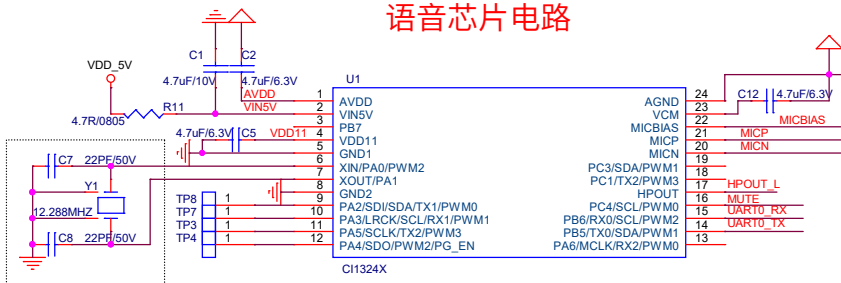 语音芯片电路
C1
C2
VDD_5V
4.7uF/10V
4.7uF/6.3V
U1
AVDD
VIN5V
R11
4.7R/0805
4.7uF/6.3V
C5
VDD11
C7
22PF/50V
Y1
12.288MHZ
C8
22PF/50V
TP8
TP7
TP3
TP4
1
1
1
1
1 AVDD
2 VIN5V
3 PB7
4 VDD11
5 GND1
6 XIN/PA0/PWM2
7 XOUT/PA1
8 GND2
9 PA2/SDI/SDA/TX1/PWM0
10 PA3/LRCK/SCL/RX1/PWM1
11 PA5/SCLK/TX2/PWM3
12 PA4/SDO/PWM2/PG_EN
AGND 24
VCM 23
MICBIAS 22
MICP 21
MICN 20
PC3/SDA/PWM1 19
PC1/TX2/PWM3 18
HPOUT 17
PC4/SCL/PWM0 16
PB6/RX0/SCL/PWM2 15
PB5/TX0/SDA/PWM1 14
PA6/MCLK/RX2/PWM0 13
CI1324X
C12
4.7uF/6.3V
MICBIAS
MICP
MICN
HPOUT_L
MUTE
UART0_RX
UART0_TX